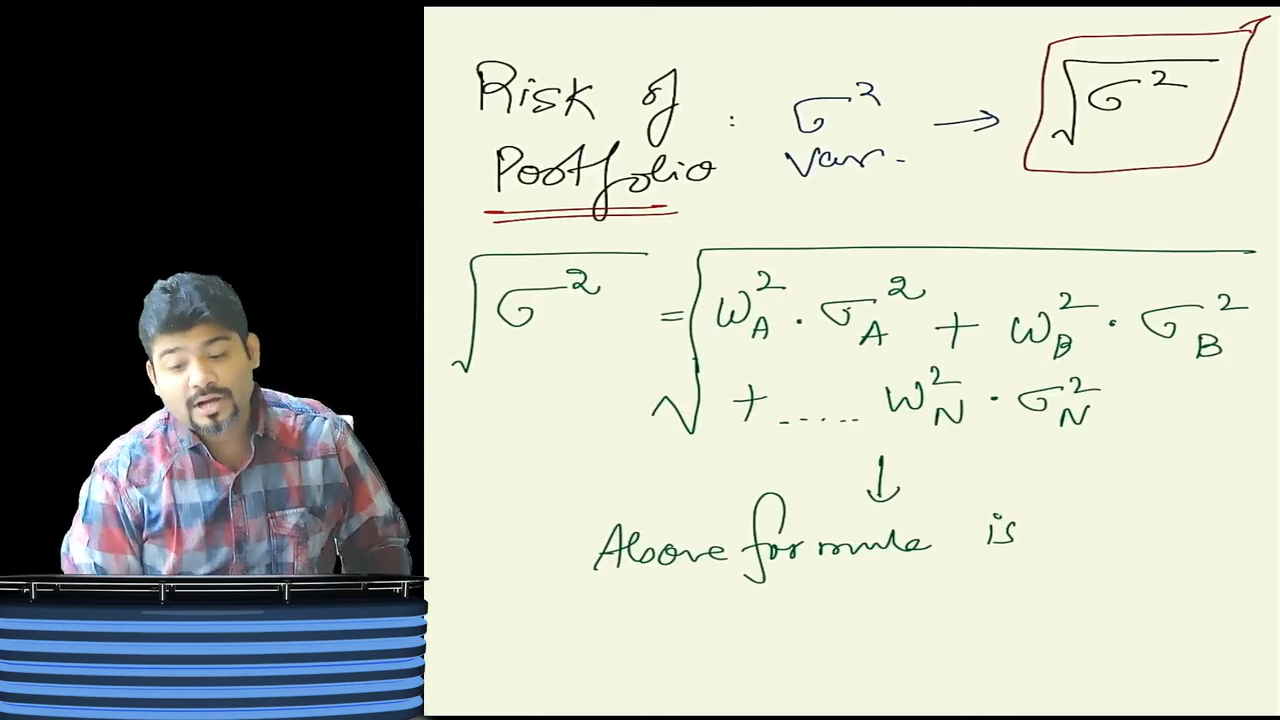 Risk of
Portfolio : σ² → √σ²
var.
√σ² = √w_A² · σ_A² + w_B² · σ_B²
√ + ..... w_N² · σ_N²
↓
Above formula is